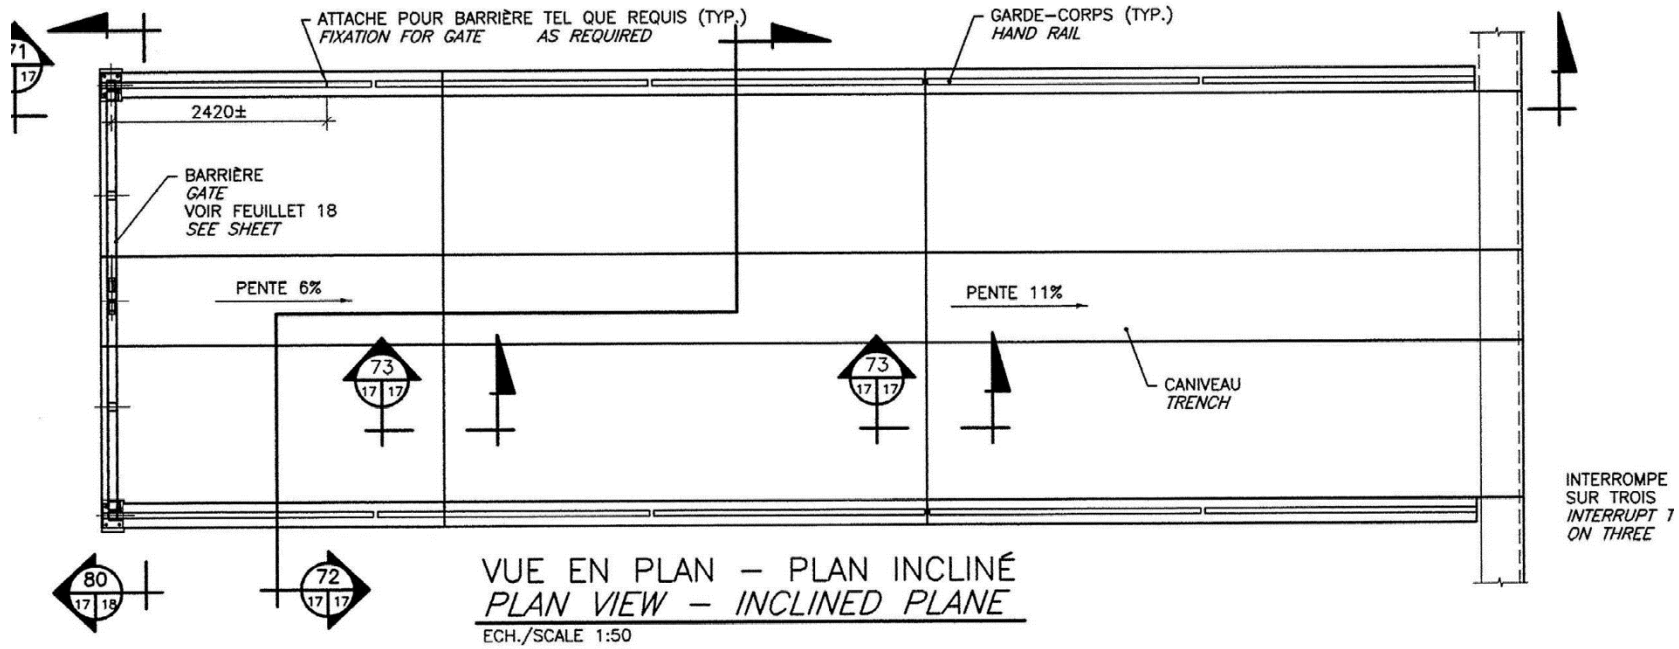 ATTACHE POUR BARRIÈRE TEL QUE REQUIS (TYP.)
FIXATION FOR GATE AS REQUIRED
GARDE-CORPS (TYP.)
HAND RAIL
71
17
2420±
BARRIÈRE
GATE
VOIR FEUILLET 18
SEE SHEET
PENTE 6%
PENTE 11%
73
17 17
73
17 17
CANIVEAU
TRENCH
INTERROMPE
SUR TROIS
INTERRUPT T
ON THREE
80
17 18
72
17 17
VUE EN PLAN – PLAN INCLINÉ
PLAN VIEW – INCLINED PLANE
ECH./SCALE 1:50